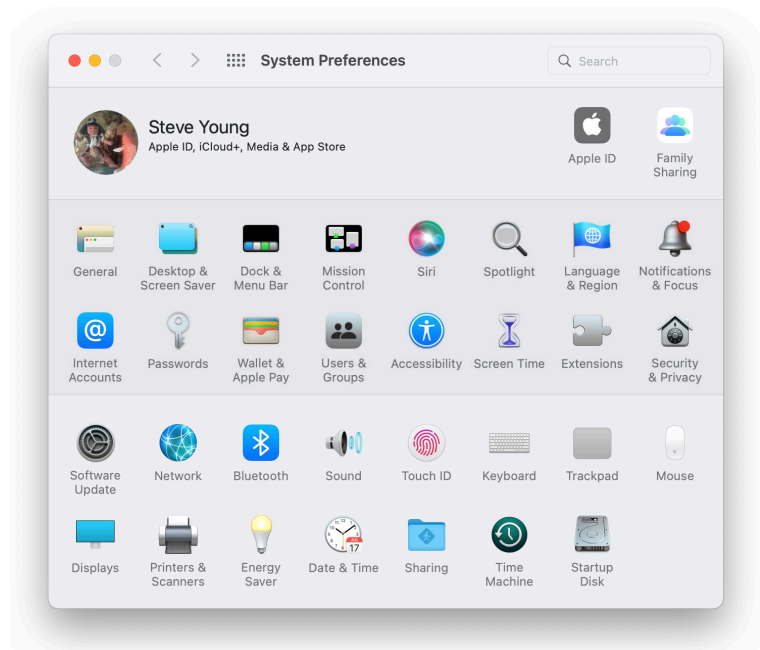 System Preferences
Search
Steve Young
Apple ID, iCloud+, Media & App Store
Apple ID
Family
Sharing
General
Desktop &
Screen Saver
Dock &
Menu Bar
Mission
Control
Siri
Spotlight
Language
& Region
Notifications
& Focus
Internet
Accounts
Passwords
Wallet &
Apple Pay
Users &
Groups
Accessibility
Screen Time
Extensions
Security
& Privacy
Software
Update
Network
Bluetooth
Sound
Touch ID
Keyboard
Trackpad
Mouse
JUL
17
Displays
Printers &
Scanners
Energy
Saver
Date & Time
Sharing
Time
Machine
Startup
Disk